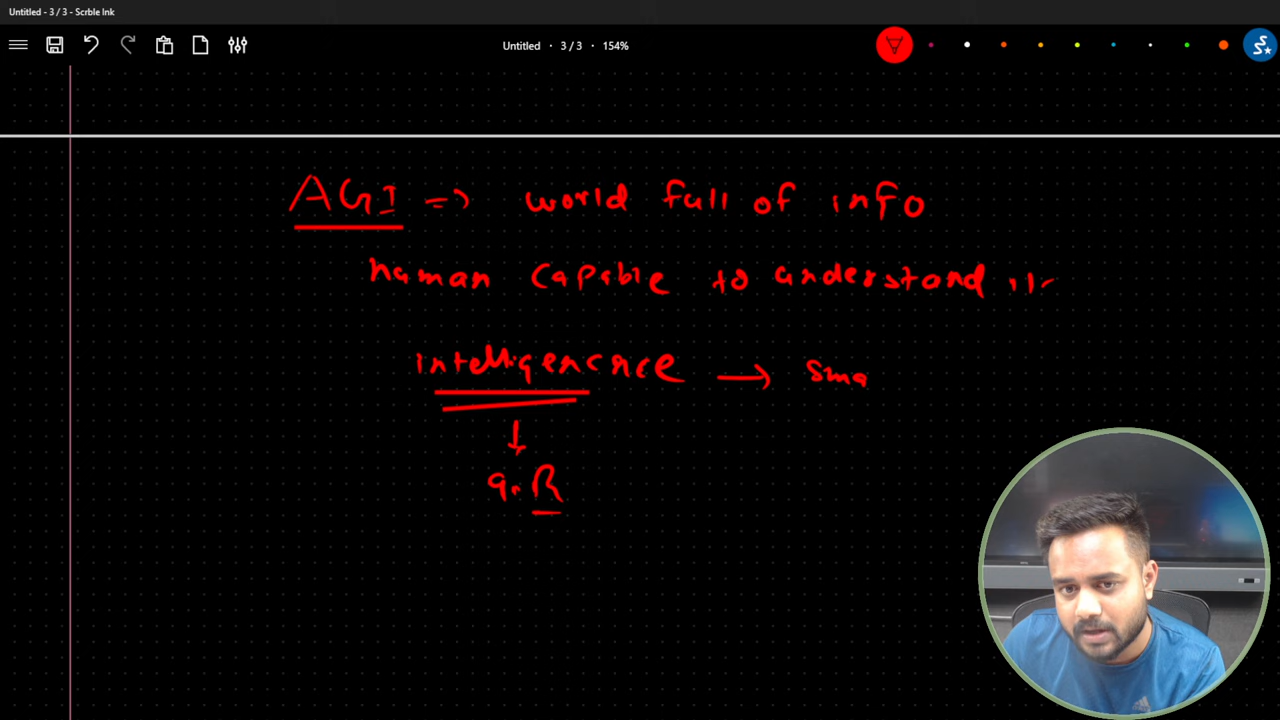 Untitled - 3 / 3 - Scrble Ink
Untitled · 3 / 3 · 154%
AGI => world full of info
human capable to understand
intelligencnce → sma
↓
R